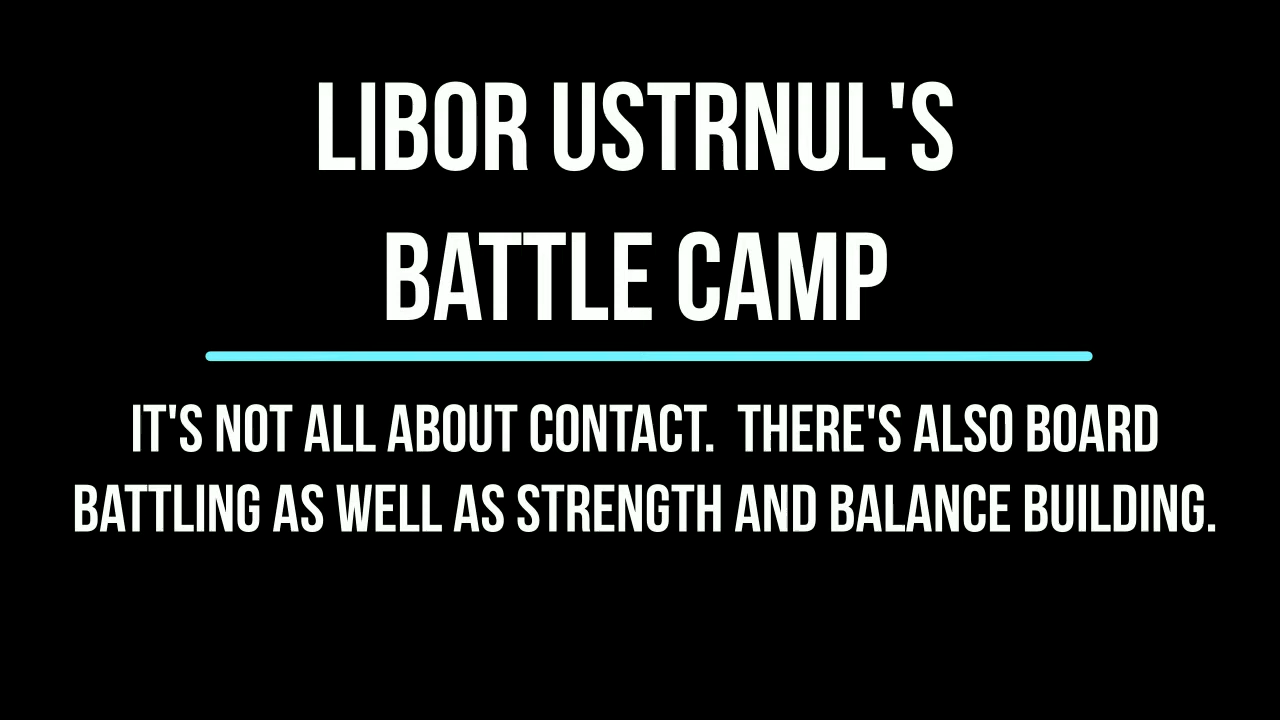 LIBOR USTRNUL'S
BATTLE CAMP
IT'S NOT ALL ABOUT CONTACT.  THERE'S ALSO BOARD
BATTLING AS WELL AS STRENGTH AND BALANCE BUILDING.